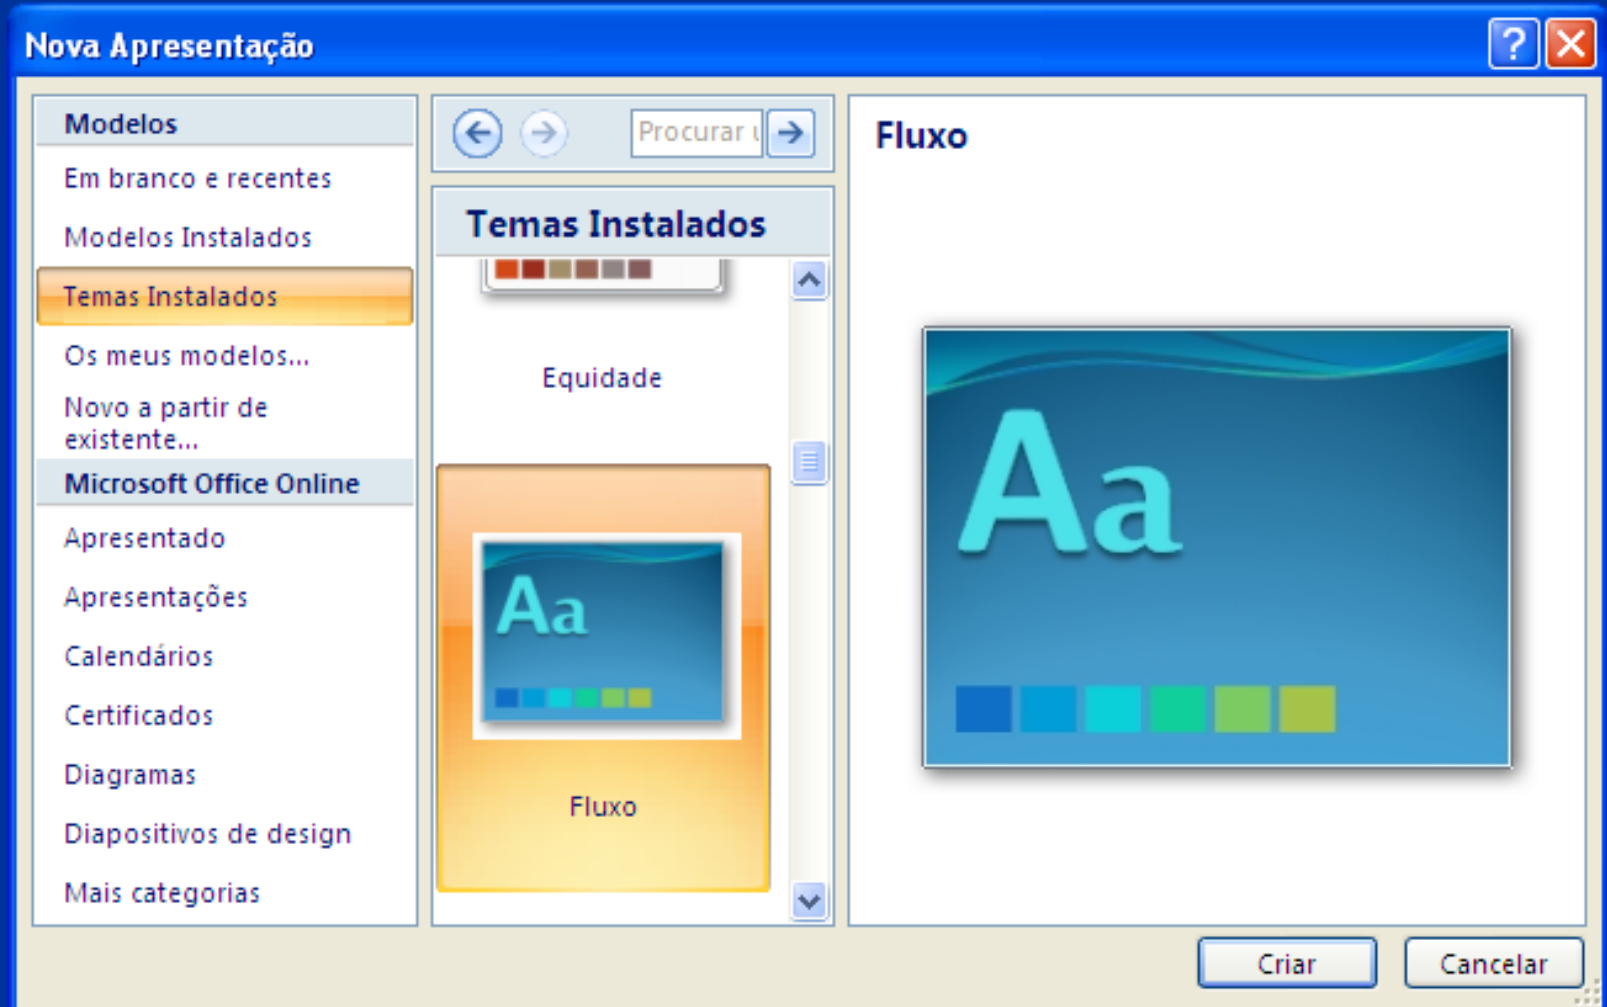 Nova Apresentação
?
Modelos
Em branco e recentes
Modelos Instalados
Temas Instalados
Os meus modelos...
Novo a partir de
existente...
Microsoft Office Online
Apresentado
Apresentações
Calendários
Certificados
Diagramas
Diapositivos de design
Mais categorias
Procurar
Temas Instalados
Equidade
Aa
Fluxo
Fluxo
Aa
Criar
Cancelar